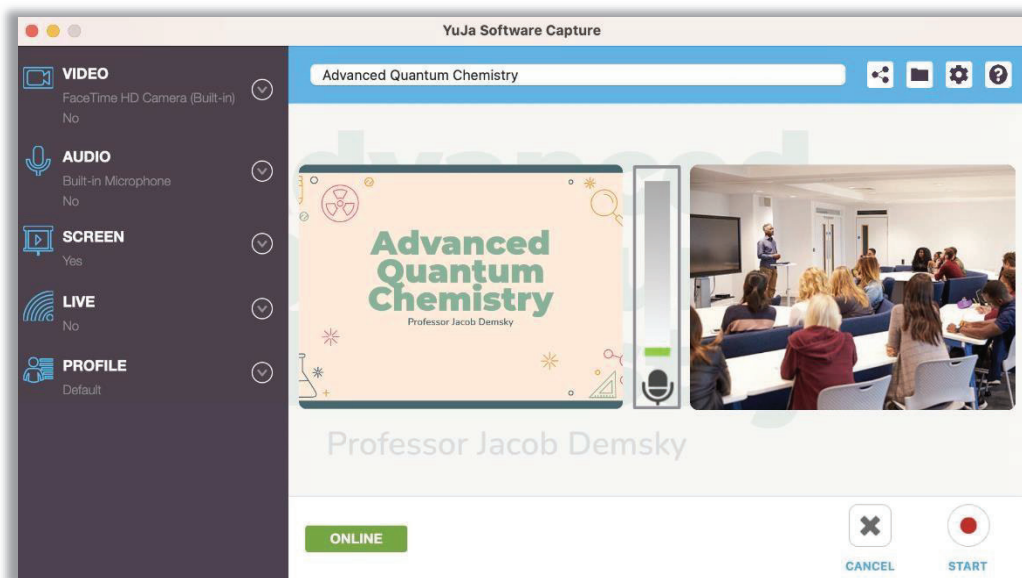 YuJa Software Capture
VIDEO
FaceTime HD Camera (Built-in)
No
AUDIO
Built-in Microphone
No
SCREEN
Yes
LIVE
No
PROFILE
Default
Advanced Quantum Chemistry
Advanced
Advanced
Quantum
Chemistry
Professor Jacob Demsky
Professor Jacob Demsky
ONLINE
CANCEL
START